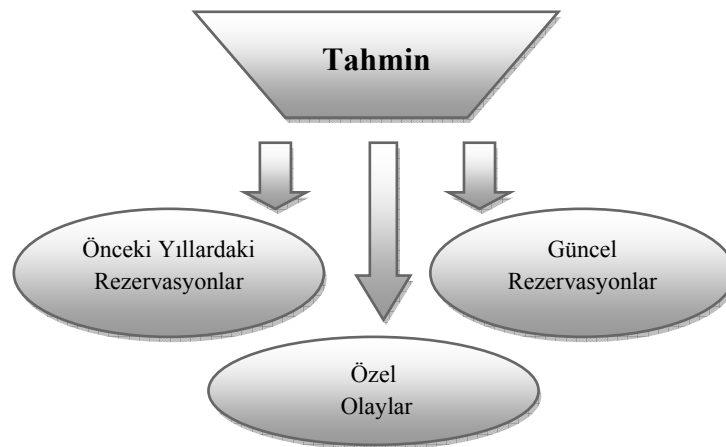 Tahmin
Önceki Yıllardaki
Rezervasyonlar
Güncel
Rezervasyonlar
Özel
Olaylar